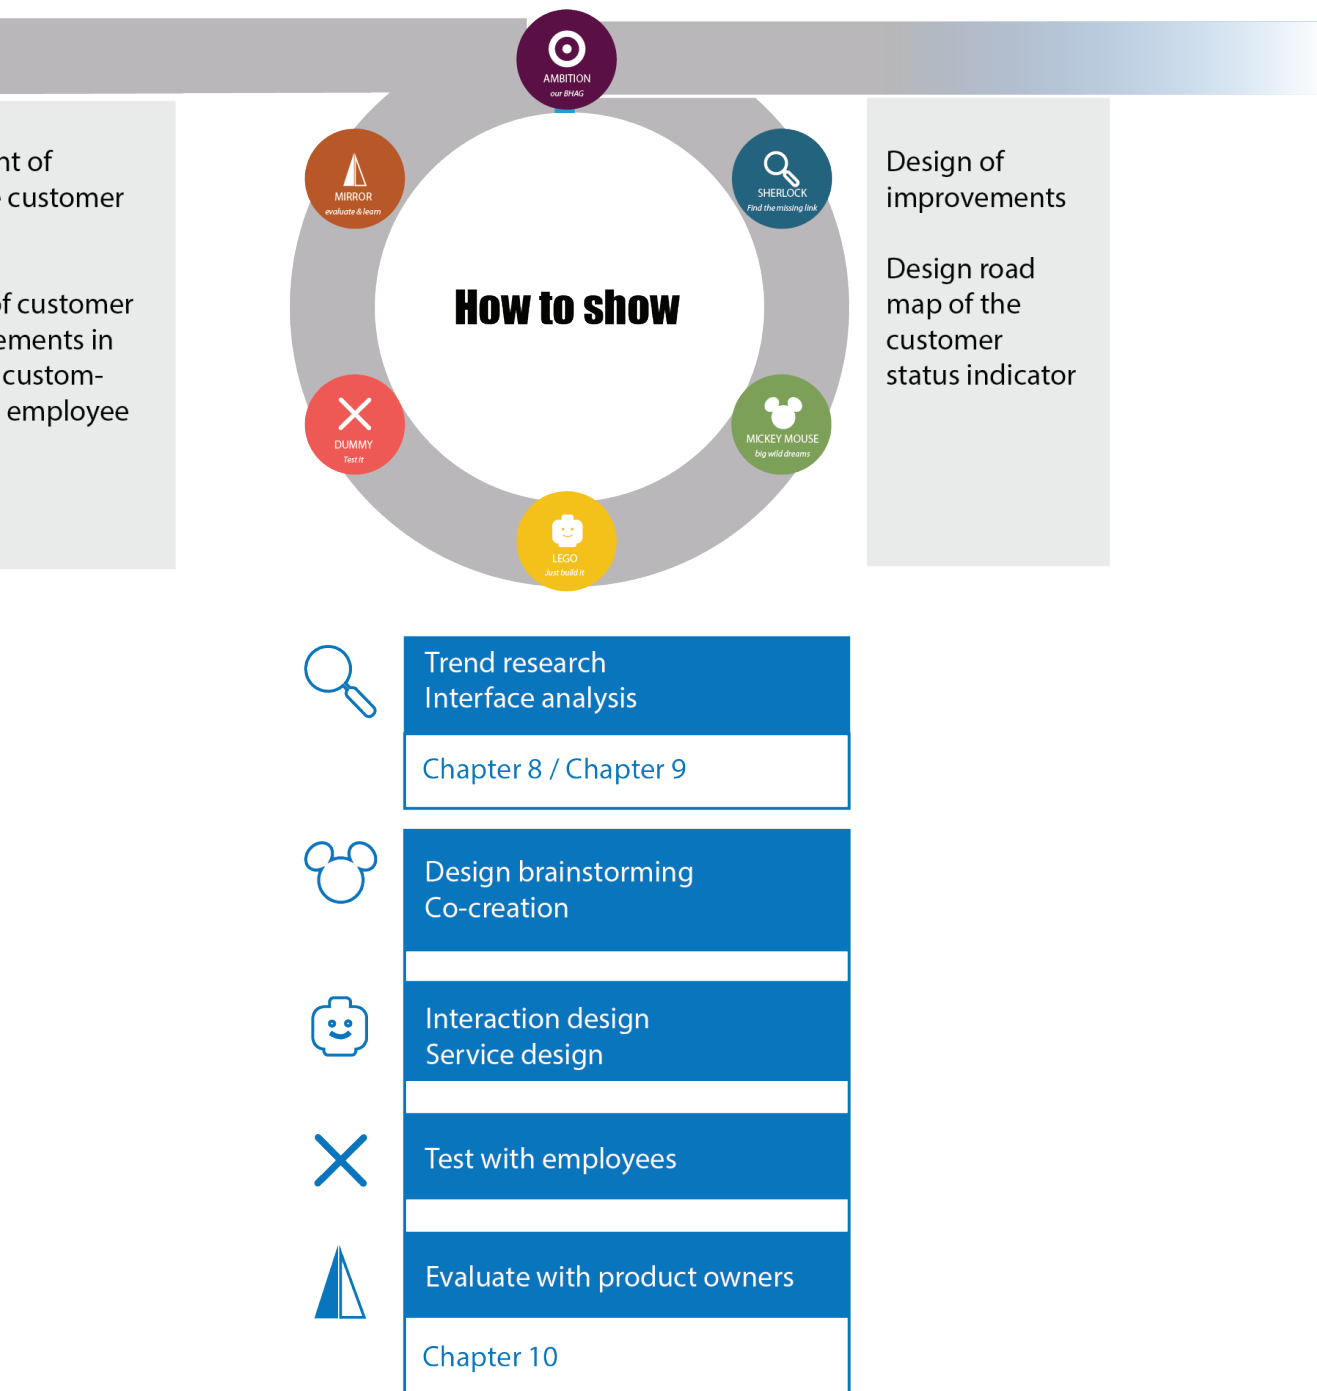 AMBITION
our BHAG
MIRROR
evaluate & learn
SHERLOCK
Find the missing link
How to show
DUMMY
Test it
MICKEY MOUSE
big wild dreams
LEGO
Just build it
nt of
customer
of customer
ements in
custom-
employee
Design of
improvements
Design road
map of the
customer
status indicator
Trend research
Interface analysis
Chapter 8 / Chapter 9
Design brainstorming
Co-creation
Interaction design
Service design
Test with employees
Evaluate with product owners
Chapter 10